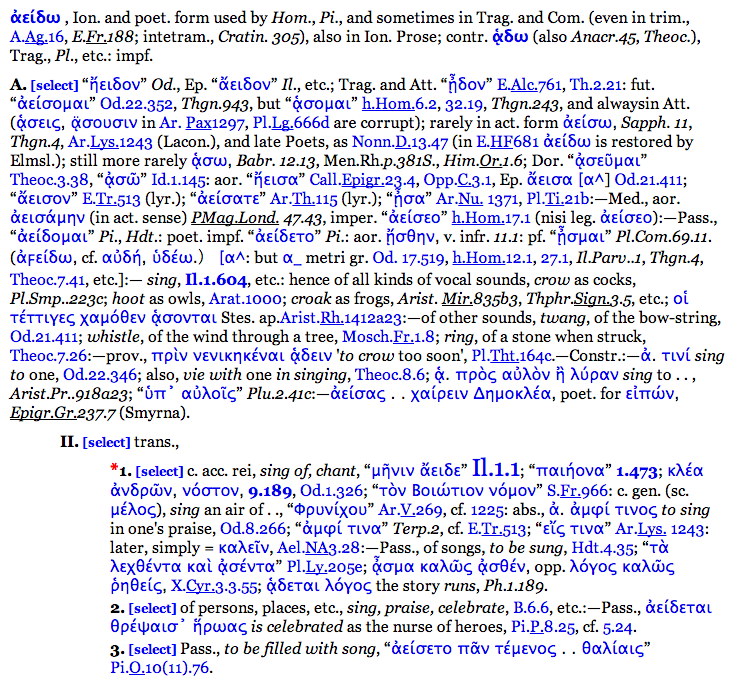 ἀείδω , Ion. and poet. form used by Hom., Pi., and sometimes in Trag. and Com. (even in trim.,
A.Ag.16, E.Fr.188; intetram., Cratin. 305), also in Ion. Prose; contr. ᾄδω (also Anacr.45, Theoc.),
Trag., Pl., etc.: impf.
A. [select] “ἤειδον” Od., Ep. “ἄειδον” Il., etc.; Trag. and Att. “ᾖδον” E.Alc.761, Th.2.21: fut.
“ἀείσομαι” Od.22.352, Thgn.943, but “ᾄσομαι” h.Hom.6.2, 32.19, Thgn.243, and alwaysin Att.
(ᾄσεις, ᾄσουσιν in Ar. Pax1297, Pl.Lg.666d are corrupt); rarely in act. form ἀείσω, Sapph. 11,
Thgn.4, Ar.Lys.1243 (Lacon.), and late Poets, as Nonn.D.13.47 (in E.HF681 ἀείδω is restored by
Elmsl.); still more rarely ᾄσω, Babr. 12.13, Men.Rh.p.381S., Him.Or.1.6; Dor. “ᾀσεῦμαι”
Theoc.3.38, “ᾀσῶ” Id.1.145: aor. “ἤεισα” Call.Epigr.23.4, Opp.C.3.1, Ep. ἄεισα [α^] Od.21.411;
“ἄεισον” E.Tr.513 (lyr.); “ἀείσατε” Ar.Th.115 (lyr.); “ᾖσα” Ar.Nu. 1371, Pl.Ti.21b:—Med., aor.
ἀεισάμην (in act. sense) PMag.Lond. 47.43, imper. “ἀείσεο” h.Hom.17.1 (nisi leg. ἀείσεο):—Pass.,
“ἀείδομαι” Pi., Hdt.: poet. impf. “ἀείδετο” Pi.: aor. ᾔσθην, v. infr. 11.1: pf. “ᾖσμαι” Pl.Com.69.11.
(ἀϝείδω, cf. αὐδή, ὑδέω.） [α^: but α_ metri gr. Od. 17.519, h.Hom.12.1, 27.1, Il.Parv..1, Thgn.4,
Theoc.7.41, etc.]:— sing, Il.1.604, etc.: hence of all kinds of vocal sounds, crow as cocks,
Pl.Smp..223c; hoot as owls, Arat.1000; croak as frogs, Arist. Mir.835b3, Thphr.Sign.3.5, etc.; οἱ
τέττιγες χαμόθεν ᾄσονται Stes. ap.Arist.Rh.1412a23:—of other sounds, twang, of the bow-string,
Od.21.411; whistle, of the wind through a tree, Mosch.Fr.1.8; ring, of a stone when struck,
Theoc.7.26:—prov., πρὶν νενικηκέναι ᾄδειν 'to crow too soon', Pl.Tht.164c.—Constr.:—ἀ. τινί sing
to one, Od.22.346; also, vie with one in singing, Theoc.8.6; ᾄ. πρὸς αὐλὸν ἢ λύραν sing to . . ,
Arist.Pr..918a23; “ὑπ᾽ αὐλοῖς” Plu.2.41c:—ἀείσας . . χαίρειν Δημοκλέα, poet. for εἰπών,
Epigr.Gr.237.7 (Smyrna).
II. [select] trans.,
*1. [select] c. acc. rei, sing of, chant, “μῆνιν ἄειδε” Il.1.1; “παιήονα” 1.473; κλέα
ἀνδρῶν, νόστον, 9.189, Od.1.326; “τὸν Βοιώτιον νόμον” S.Fr.966: c. gen. (sc.
μέλος), sing an air of . ., “Φρυνίχου” Ar.V.269, cf. 1225: abs., ἀ. ἀμφί τινος to sing
in one's praise, Od.8.266; “ἀμφί τινα” Terp.2, cf. E.Tr.513; “εἴς τινα” Ar.Lys. 1243:
later, simply = καλεῖν, Ael.NA3.28:—Pass., of songs, to be sung, Hdt.4.35; “τὰ
λεχθέντα καὶ ᾀσέντα” Pl.Ly.205e; ᾆσμα καλῶς ᾀσθέν, opp. λόγος καλῶς
ῥηθείς, X.Cyr.3.3.55; ᾄδεται λόγος the story runs, Ph.1.189.
2. [select] of persons, places, etc., sing, praise, celebrate, B.6.6, etc.:—Pass., ἀείδεται
θρέψαισ᾽ ἥρωας is celebrated as the nurse of heroes, Pi.P.8.25, cf. 5.24.
3. [select] Pass., to be filled with song, “ἀείσετο πᾶν τέμενος . . θαλίαις”
Pi.O.10(11).76.